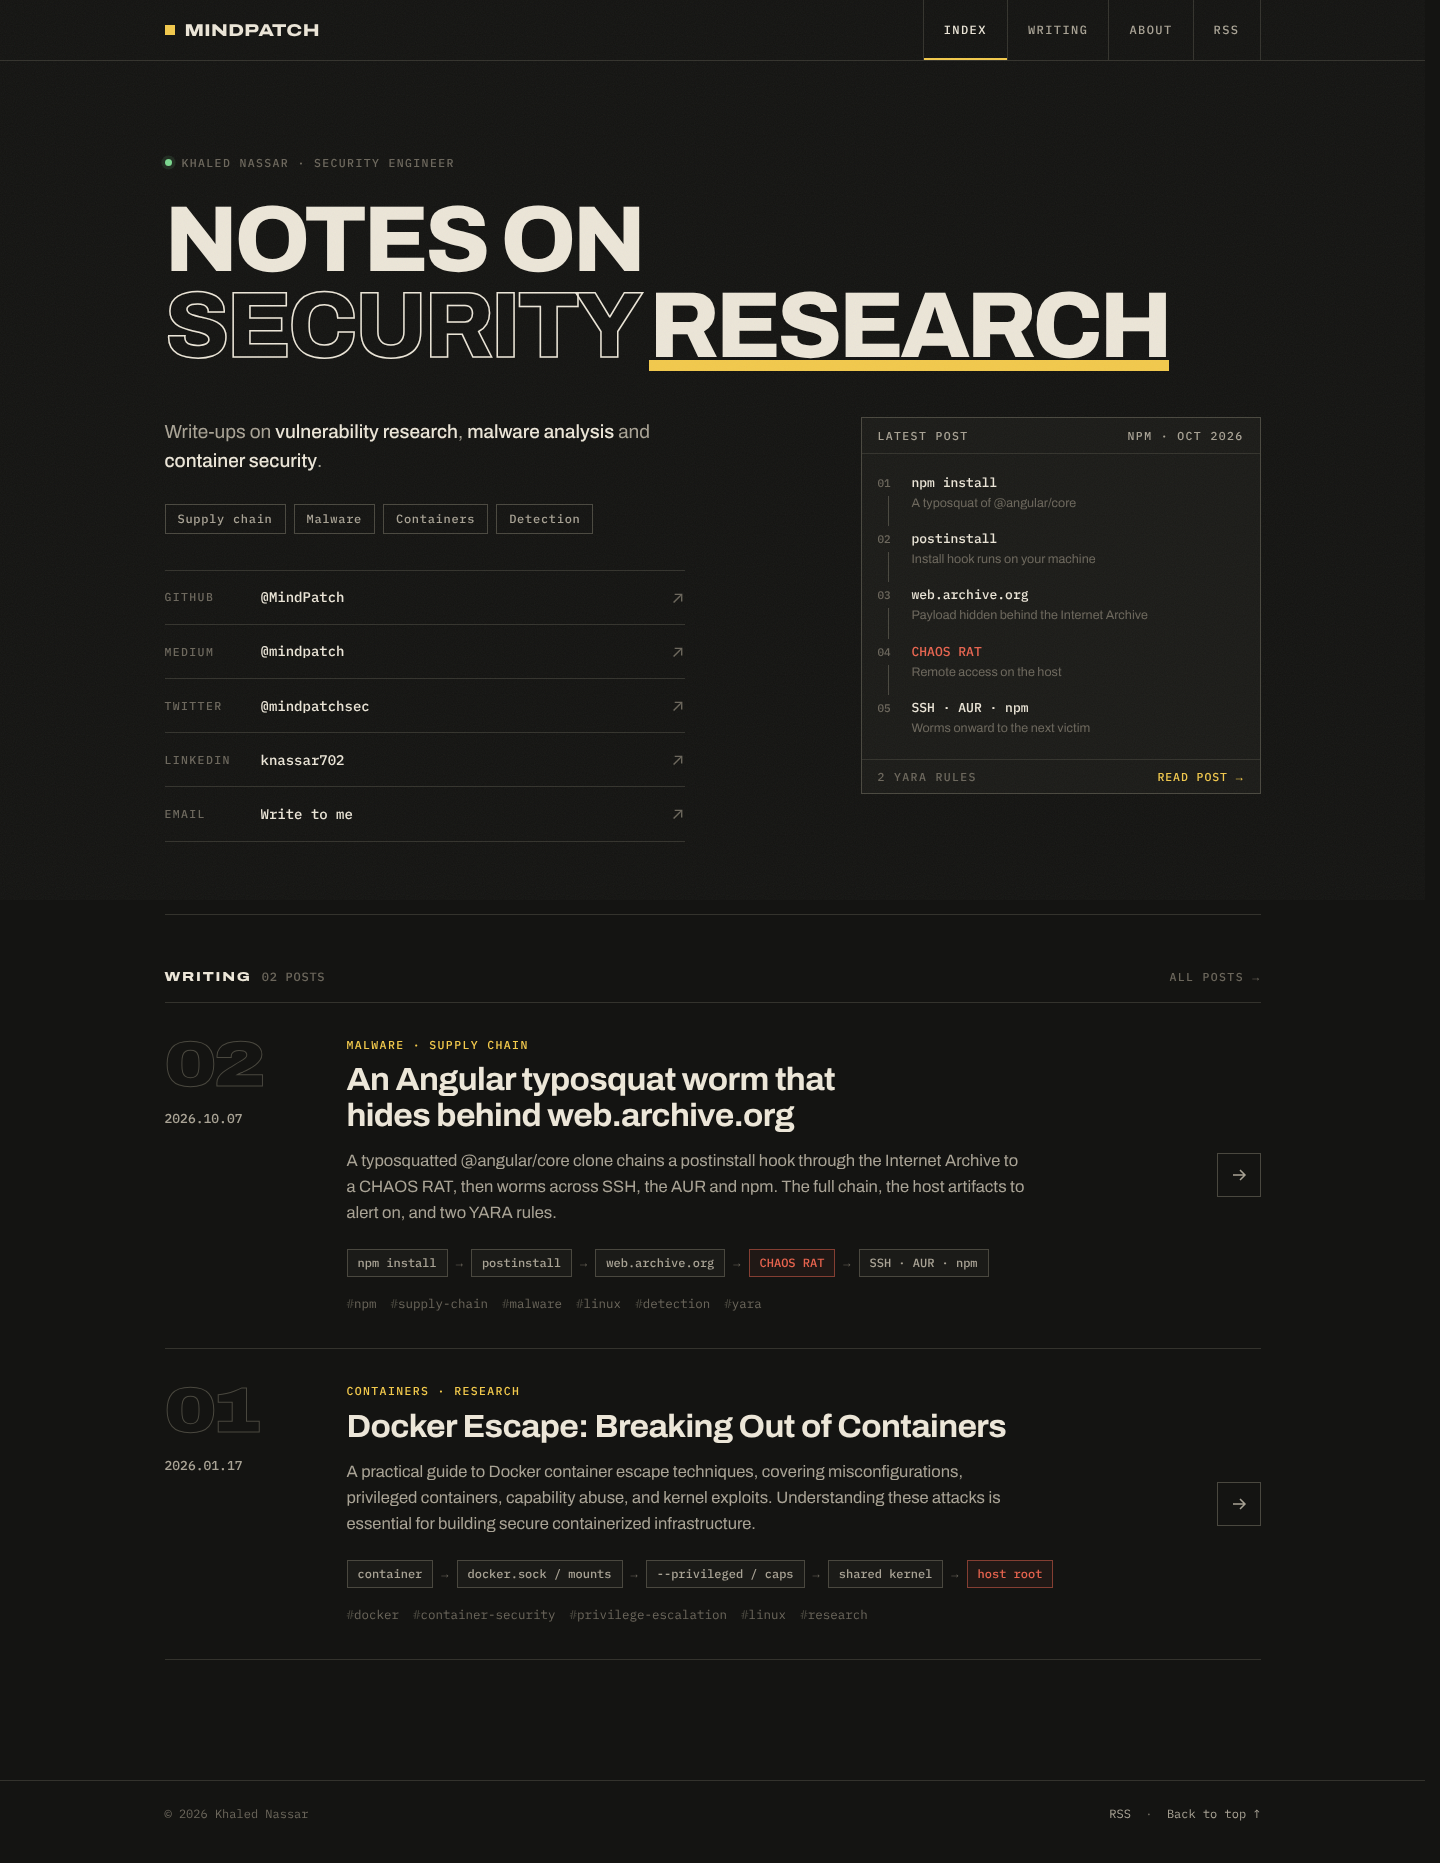 MINDPATCH
INDEX
WRITING
ABOUT
RSS
KHALED NASSAR · SECURITY ENGINEER
NOTES ON
SECURITY RESEARCH
Write-ups on vulnerability research, malware analysis and
container security.
Supply chain
Malware
Containers
Detection
GITHUB @MindPatch ↗
MEDIUM @mindpatch ↗
TWITTER @mindpatchsec ↗
LINKEDIN knassar702 ↗
EMAIL Write to me ↗
LATEST POST NPM · OCT 2026
01 npm install
A typosquat of @angular/core
02 postinstall
Install hook runs on your machine
03 web.archive.org
Payload hidden behind the Internet Archive
04 CHAOS RAT
Remote access on the host
05 SSH · AUR · npm
Worms onward to the next victim
2 YARA RULES READ POST →
WRITING 02 POSTS ALL POSTS →
02
2026.10.07
MALWARE · SUPPLY CHAIN
An Angular typosquat worm that
hides behind web.archive.org
A typosquatted @angular/core clone chains a postinstall hook through the Internet Archive to
a CHAOS RAT, then worms across SSH, the AUR and npm. The full chain, the host artifacts to
alert on, and two YARA rules.
→
npm install → postinstall → web.archive.org → CHAOS RAT → SSH · AUR · npm
#npm #supply-chain #malware #linux #detection #yara
01
2026.01.17
CONTAINERS · RESEARCH
Docker Escape: Breaking Out of Containers
A practical guide to Docker container escape techniques, covering misconfigurations,
privileged containers, capability abuse, and kernel exploits. Understanding these attacks is
essential for building secure containerized infrastructure.
→
container → docker.sock / mounts → --privileged / caps → shared kernel → host root
#docker #container-security #privilege-escalation #linux #research
© 2026 Khaled Nassar
RSS · Back to top ↑